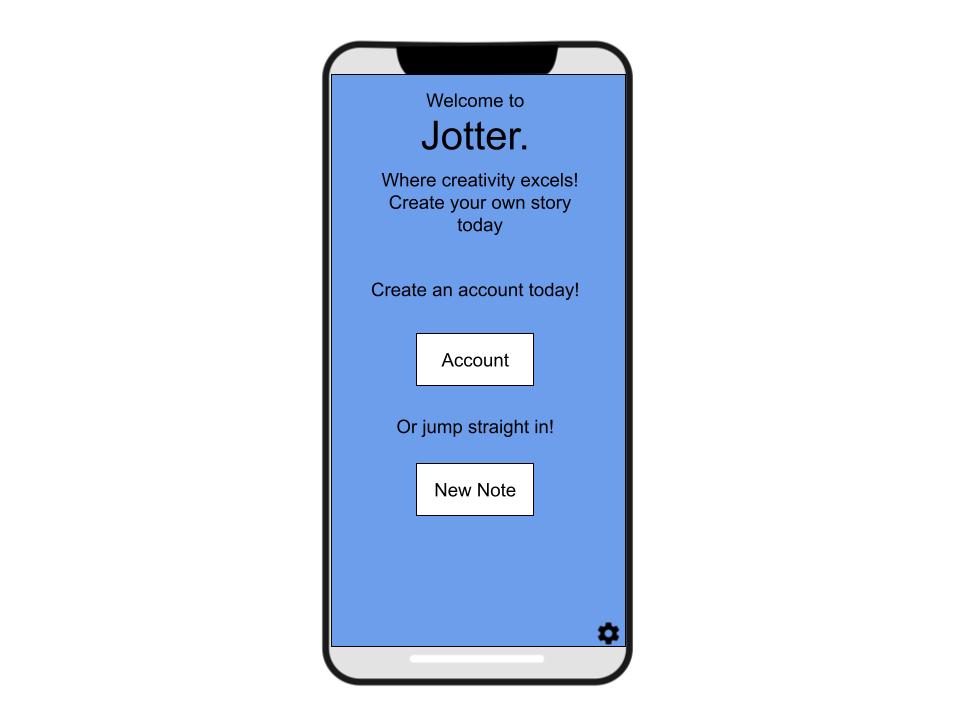 Welcome to
Jotter.
Where creativity excels!
Create your own story
today
Create an account today!
Account
Or jump straight in!
New Note